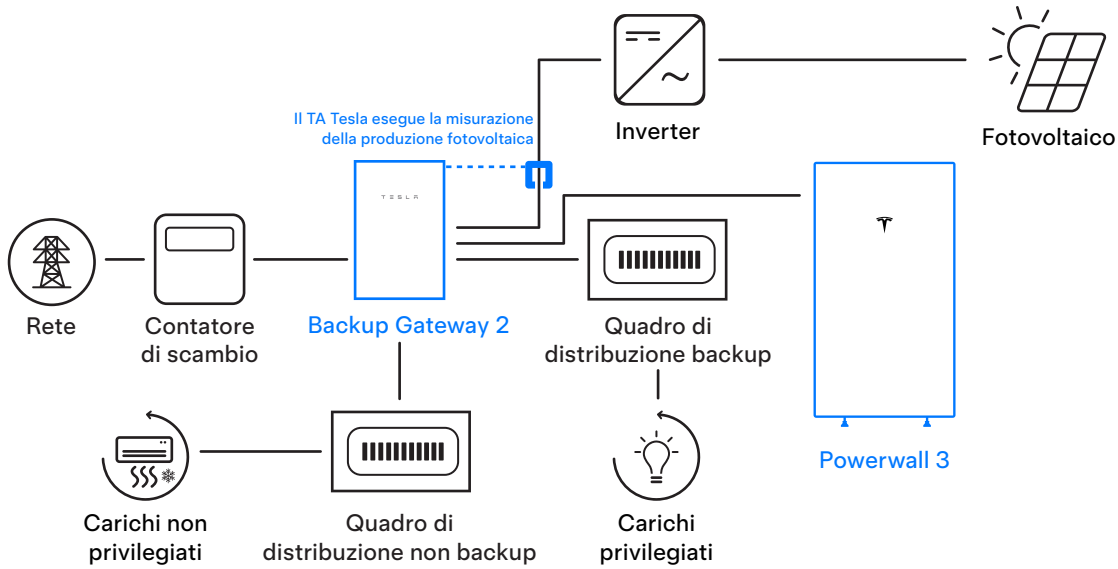 Il TA Tesla esegue la misurazione
della produzione fotovoltaica
Inverter
Fotovoltaico
TESLA
Rete
Contatore
di scambio
Backup Gateway 2
Quadro di
distribuzione backup
Powerwall 3
Carichi non
privilegiati
Quadro di
distribuzione non backup
Carichi
privilegiati